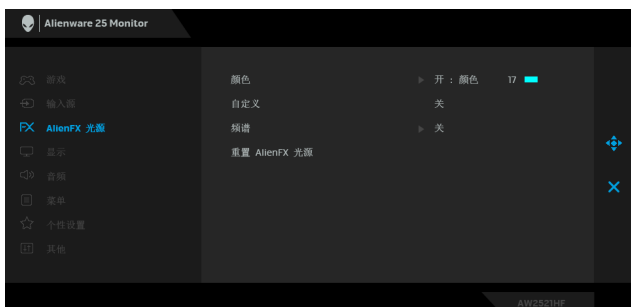 Alienware 25 Monitor
游戏
输入源
AlienFX 光源
显示
音频
菜单
个性设置
其他
颜色 开 : 颜色 17
自定义 关
频谱 关
重置 AlienFX 光源
AW2521HF